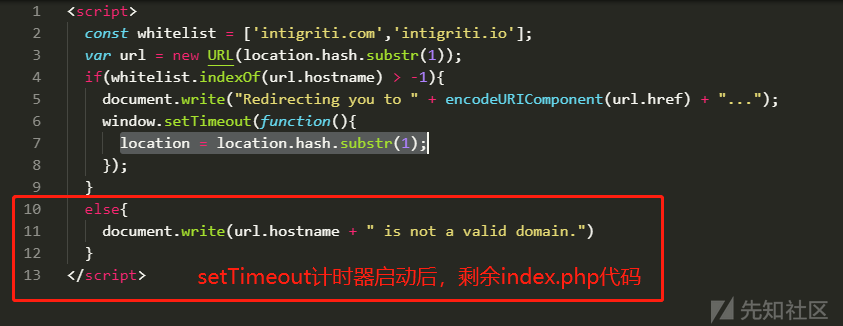 1 <script>
2 const whitelist = ['intigriti.com','intigriti.io'];
3 var url = new URL(location.hash.substr(1));
4 if(whitelist.indexOf(url.hostname) > -1){
5 document.write("Redirecting you to " + encodeURIComponent(url.href) + "...");
6 window.setTimeout(function(){
7 location = location.hash.substr(1);
8 });
9 }
10 else{
11 document.write(url.hostname + " is not a valid domain.")
12 }
13 </script>
setTimeout计时器启动后，剩余index.php代码
先知社区